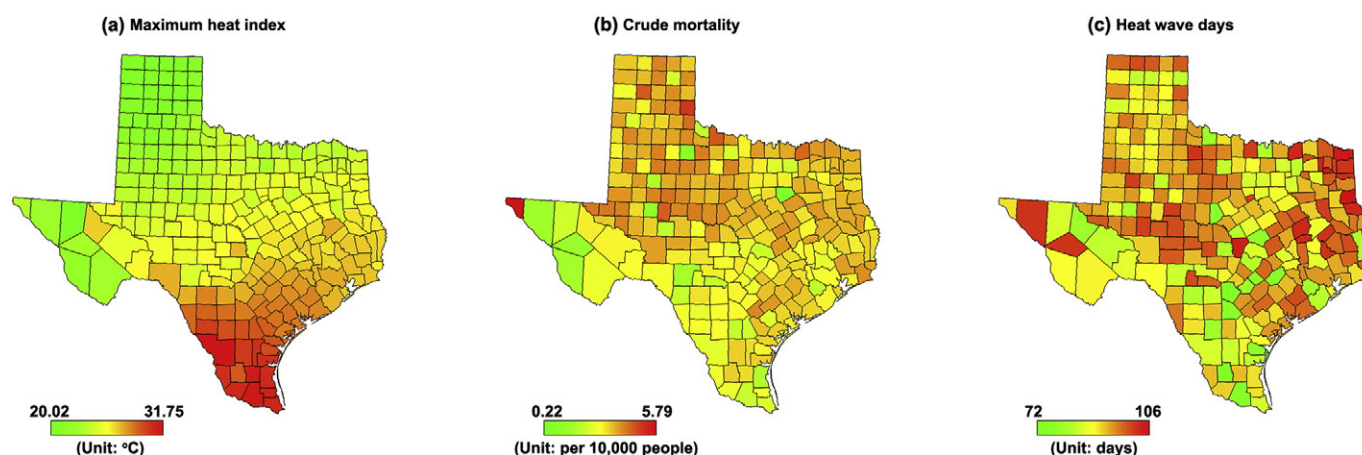 (a) Maximum heat index
(b) Crude mortality
(c) Heat wave days
20.02 31.75
(Unit: °C)
0.22 5.79
(Unit: per 10,000 people)
72 106
(Unit: days)